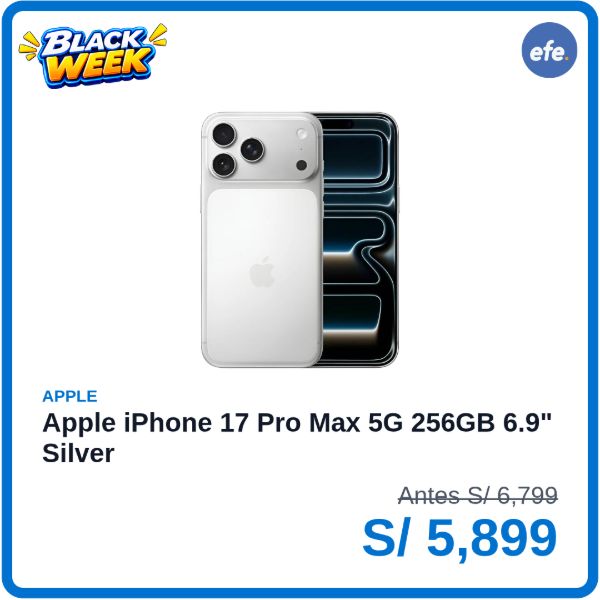 BLACK
WEEK
efe.
APPLE
Apple iPhone 17 Pro Max 5G 256GB 6.9"
Silver
Antes S/ 6,799
S/ 5,899